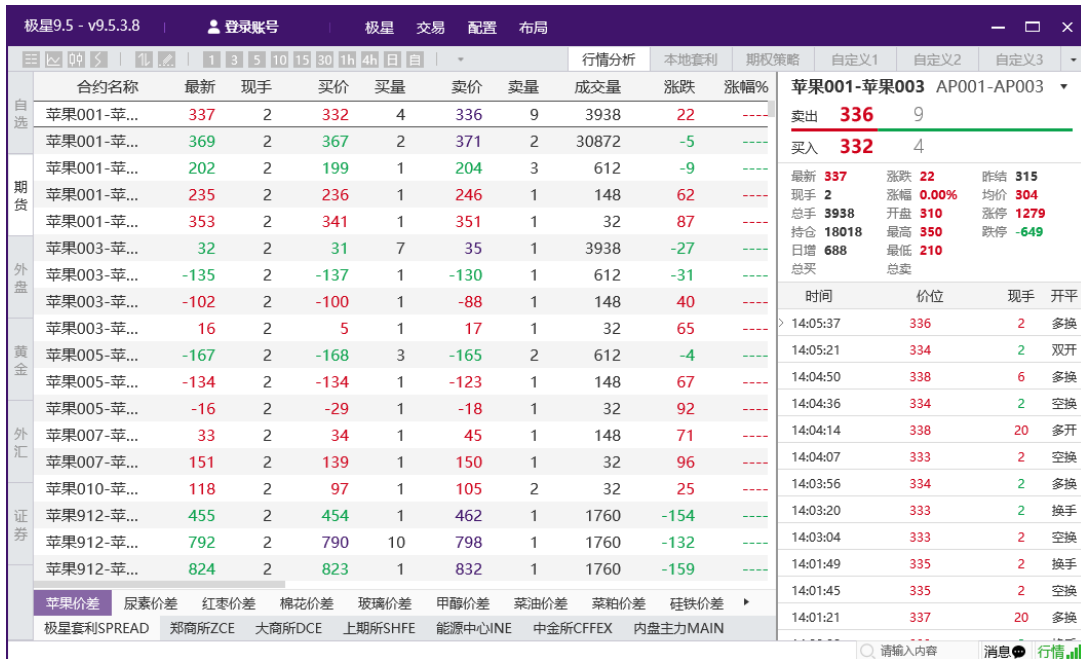 极星9.5 - v9.5.3.8 登录账号 极星 交易 配置 布局
1 3 5 10 15 30 1h 4h 日 自 行情分析 本地套利 期权策略 自定义1 自定义2 自定义3
自选
期货
外盘
黄金
外汇
证券
合约名称 最新 现手 买价 买量 卖价 卖量 成交量 涨跌 涨幅%
苹果001-苹... 337 2 332 4 336 9 3938 22 ----
苹果001-苹... 369 2 367 2 371 2 30872 -5 ----
苹果001-苹... 202 2 199 1 204 3 612 -9 ----
苹果001-苹... 235 2 236 1 246 1 148 62 ----
苹果001-苹... 353 2 341 1 351 1 32 87 ----
苹果003-苹... 32 2 31 7 35 1 3938 -27 ----
苹果003-苹... -135 2 -137 1 -130 1 612 -31 ----
苹果003-苹... -102 2 -100 1 -88 1 148 40 ----
苹果003-苹... 16 2 5 1 17 1 32 65 ----
苹果005-苹... -167 2 -168 3 -165 2 612 -4 ----
苹果005-苹... -134 2 -134 1 -123 1 148 67 ----
苹果005-苹... -16 2 -29 1 -18 1 32 92 ----
苹果007-苹... 33 2 34 1 45 1 148 71 ----
苹果007-苹... 151 2 139 1 150 1 32 96 ----
苹果010-苹... 118 2 97 1 105 2 32 25 ----
苹果912-苹... 455 2 454 1 462 1 1760 -154 ----
苹果912-苹... 792 2 790 10 798 1 1760 -132 ----
苹果912-苹... 824 2 823 1 832 1 1760 -159 ----
苹果价差 尿素价差 红枣价差 棉花价差 玻璃价差 甲醇价差 菜油价差 菜粕价差 硅铁价差
极星套利SPREAD 郑商所ZCE 大商所DCE 上期所SHFE 能源中心INE 中金所CFFEX 内盘主力MAIN
苹果001-苹果003 AP001-AP003
卖出 336 9
买入 332 4
最新 337 涨跌 22 昨结 315
现手 2 涨幅 0.00% 均价 304
总手 3938 开盘 310 涨停 1279
持仓 18018 最高 350 跌停 -649
日增 688 最低 210
总买 总卖
时间 价位 现手 开平
14:05:37 336 2 多换
14:05:21 334 2 双开
14:04:50 338 6 多换
14:04:36 334 2 空换
14:04:14 338 20 多开
14:04:07 333 2 空换
14:03:56 334 2 多换
14:03:20 333 2 换手
14:03:04 333 2 空换
14:01:49 335 2 换手
14:01:45 335 2 空换
14:01:21 337 20 多换
请输入内容 消息 行情